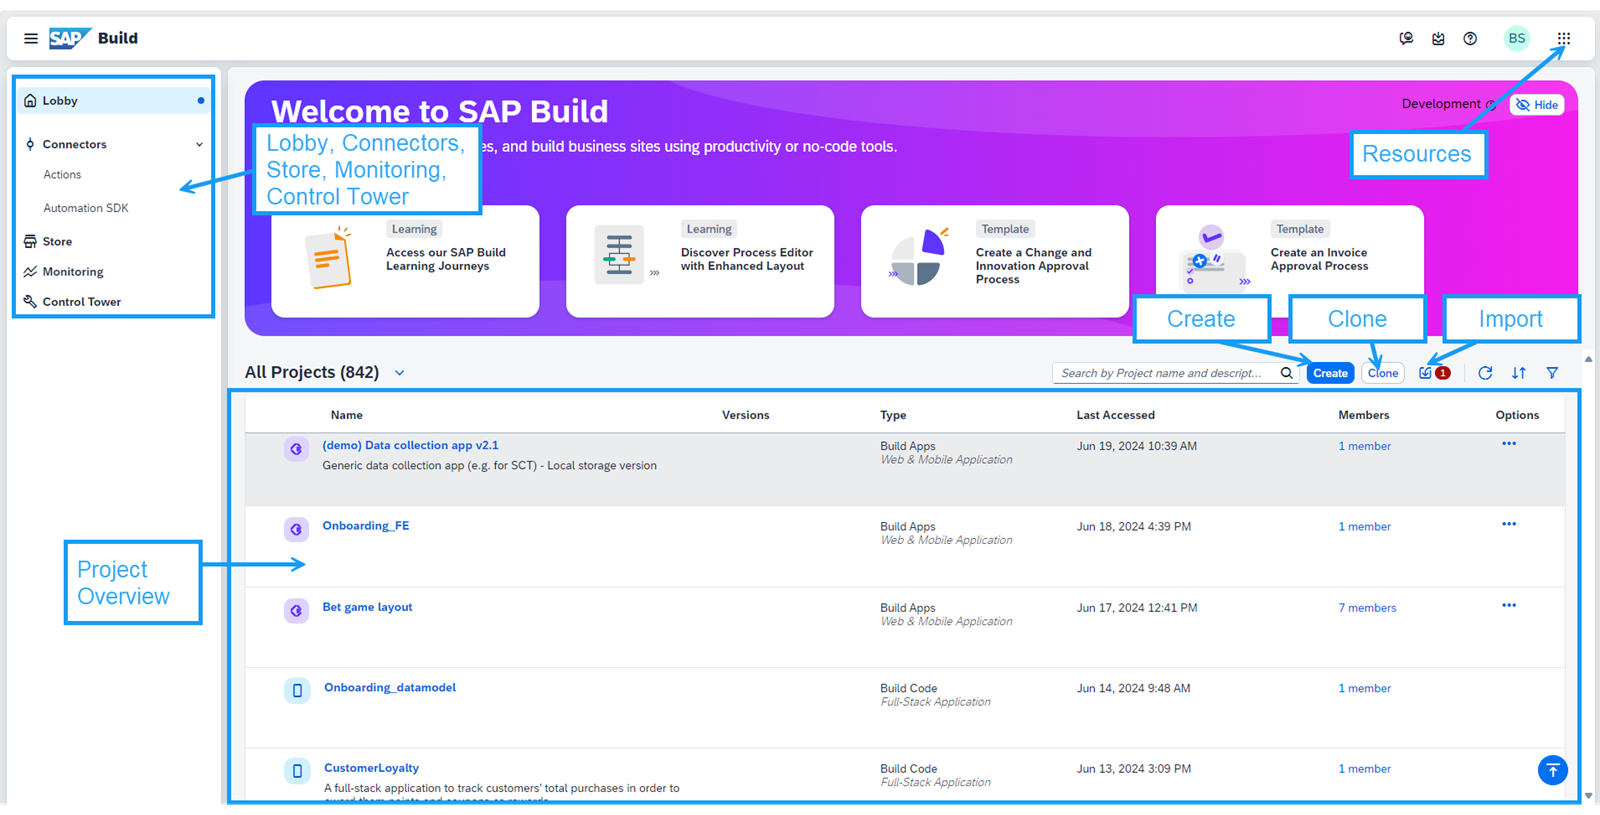 SAP Build
BS
Lobby
Connectors
Actions
Automation SDK
Store
Monitoring
Control Tower
Welcome to SAP Build
es, and build business sites using productivity or no-code tools.
Development
Hide
Lobby, Connectors,
Store, Monitoring,
Control Tower
Resources
Learning
Access our SAP Build
Learning Journeys
Learning
Discover Process Editor
with Enhanced Layout
Template
Create a Change and
Innovation Approval
Process
Template
Create an Invoice
Approval Process
Create
Clone
Import
All Projects (842)
Search by Project name and descript...
Create
Clone
1
Name Versions Type Last Accessed Members Options
(demo) Data collection app v2.1
Generic data collection app (e.g. for SCT) - Local storage version
Build Apps
Web & Mobile Application
Jun 19, 2024 10:39 AM
1 member
Onboarding_FE
Build Apps
Web & Mobile Application
Jun 18, 2024 4:39 PM
1 member
Project
Overview
Bet game layout
Build Apps
Web & Mobile Application
Jun 17, 2024 12:41 PM
7 members
Onboarding_datamodel
Build Code
Full-Stack Application
Jun 14, 2024 9:48 AM
1 member
CustomerLoyalty
A full-stack application to track customers' total purchases in order to
Build Code
Full-Stack Application
Jun 13, 2024 3:09 PM
1 member